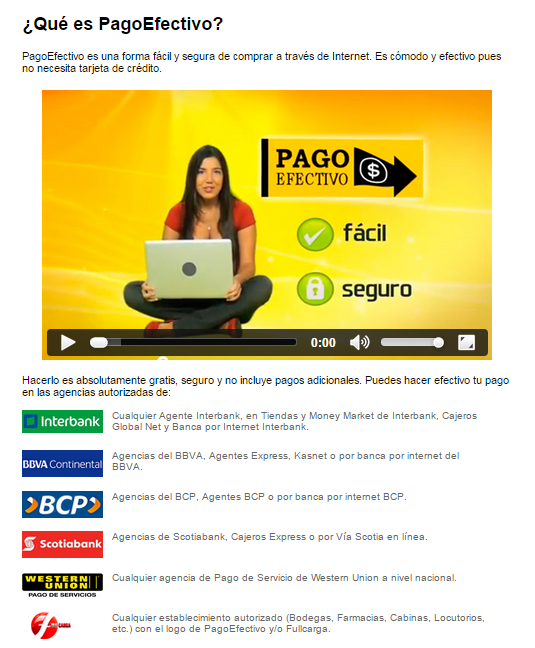 ¿Qué es PagoEfectivo?
PagoEfectivo es una forma fácil y segura de comprar a través de Internet. Es cómodo y efectivo pues
no necesita tarjeta de crédito.
PAGO
EFECTIVO
$
fácil
seguro
0:00
Hacerlo es absolutamente gratis, seguro y no incluye pagos adicionales. Puedes hacer efectivo tu pago
en las agencias autorizadas de:
Interbank
Cualquier Agente Interbank, en Tiendas y Money Market de Interbank, Cajeros
Global Net y Banca por Internet Interbank.
BBVA Continental
Agencias del BBVA, Agentes Express, Kasnet o por banca por internet del
BBVA.
BCP
Agencias del BCP, Agentes BCP o por banca por internet BCP.
Scotiabank
Agencias de Scotiabank, Cajeros Express o por Vía Scotia en línea.
WESTERN
UNION
PAGO DE SERVICIOS
Cualquier agencia de Pago de Servicio de Western Union a nivel nacional.
Cualquier establecimiento autorizado (Bodegas, Farmacias, Cabinas, Locutorios,
etc.) con el logo de PagoEfectivo y/o Fullcarga.